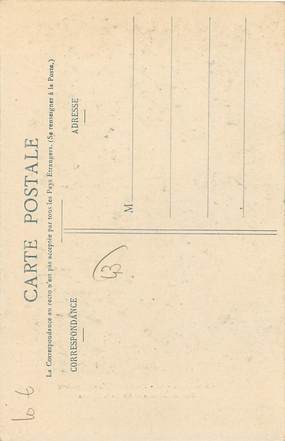 CARTE POSTALE
La Correspondance au recto n'est pas acceptée par tous les Pays Étrangers. (Se renseigner à la Poste.)
CORRESPONDANCE
ADRESSE
M